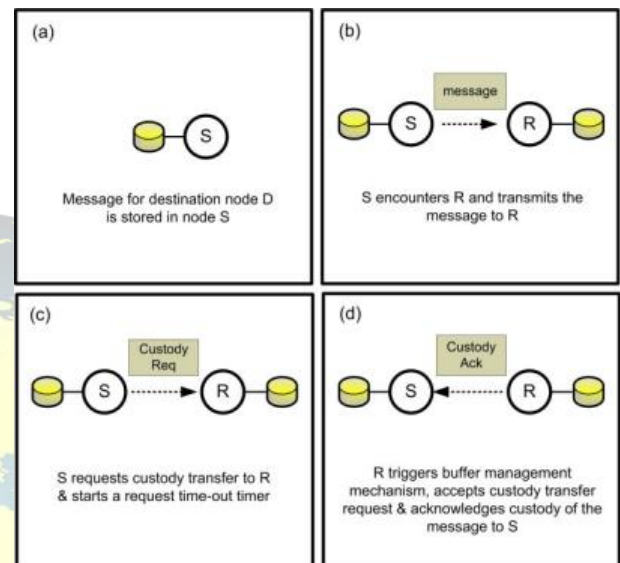 (a)
S
Message for destination node D
is stored in node S
(b)
message
S
R
S encounters R and transmits the
message to R
(c)
Custody
Req
S
R
S requests custody transfer to R
& starts a request time-out timer
(d)
Custody
Ack
S
R
R triggers buffer management
mechanism, accepts custody transfer
request & acknowledges custody of the
message to S